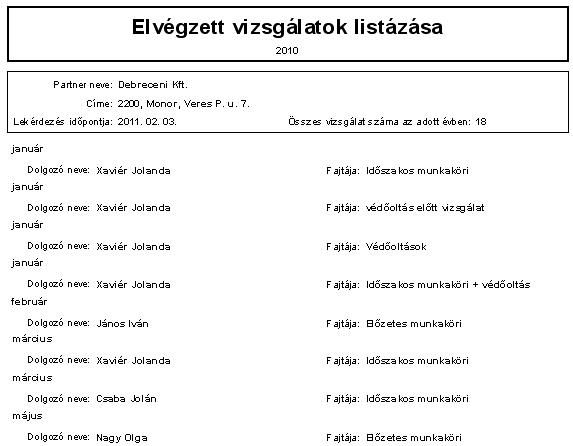 Elvégzett vizsgálatok listázása
2010
Partner neve: Debreceni Kft.
Címe: 2200, Monor, Veres P. u. 7.
Lekérdezés időpontja: 2011. 02. 03. Összes vizsgálat száma az adott évben: 18
január
Dolgozó neve: Xaviér Jolanda Fajtája: Időszakos munkaköri
január
Dolgozó neve: Xaviér Jolanda Fajtája: védőoltás előtt vizsgálat
január
Dolgozó neve: Xaviér Jolanda Fajtája: Védőoltások
január
Dolgozó neve: Xaviér Jolanda Fajtája: Időszakos munkaköri + védőoltás
február
Dolgozó neve: János Iván Fajtája: Előzetes munkaköri
március
Dolgozó neve: Xaviér Jolanda Fajtája: Időszakos munkaköri
március
Dolgozó neve: Csaba Jolán Fajtája: Időszakos munkaköri
május
Dolgozó neve: Nagy Olga Fajtája: Előzetes munkaköri